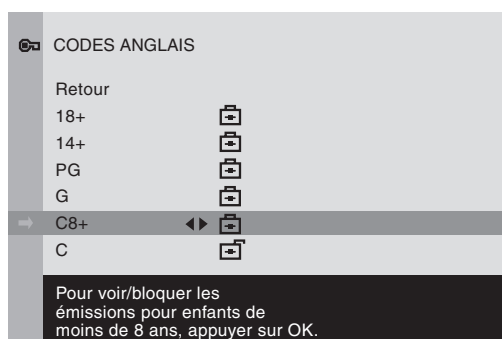 CODES ANGLAIS
Retour
18+
14+
PG
G
C8+
C
Pour voir/bloquer les
émissions pour enfants de
moins de 8 ans, appuyer sur OK.